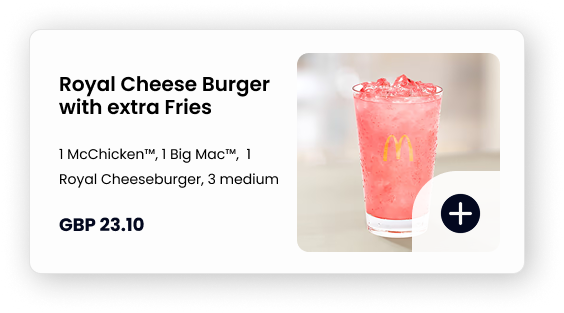 Royal Cheese Burger
with extra Fries
1 McChicken™, 1 Big Mac™, 1
Royal Cheeseburger, 3 medium
GBP 23.10